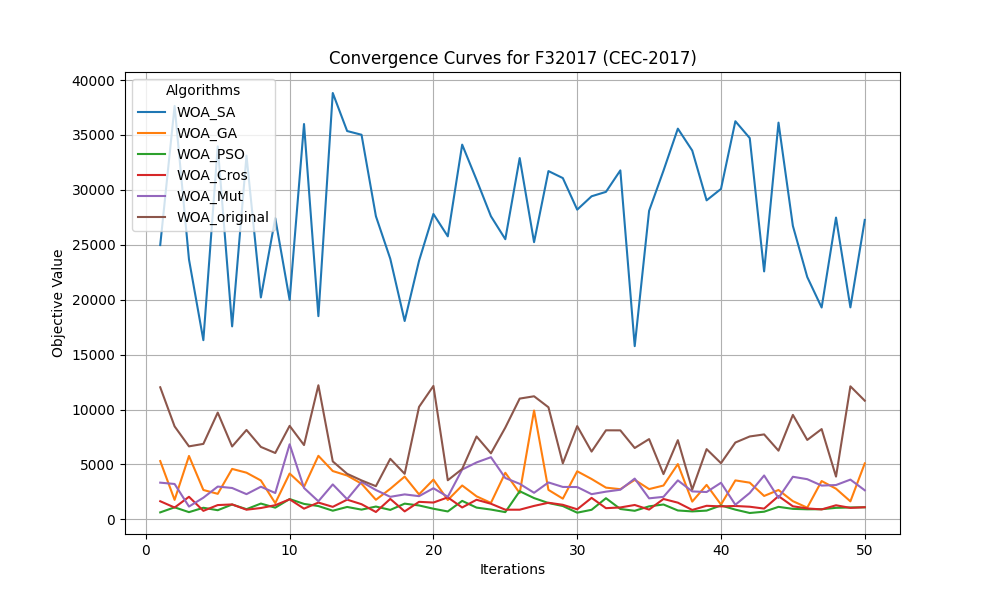 Convergence Curves for F32017 (CEC-2017)
Algorithms
WOA_SA
WOA_GA
WOA_PSO
WOA_Cros
WOA_Mut
WOA_original
Objective Value
40000
35000
30000
25000
20000
15000
10000
5000
0
0 10 20 30 40 50
Iterations